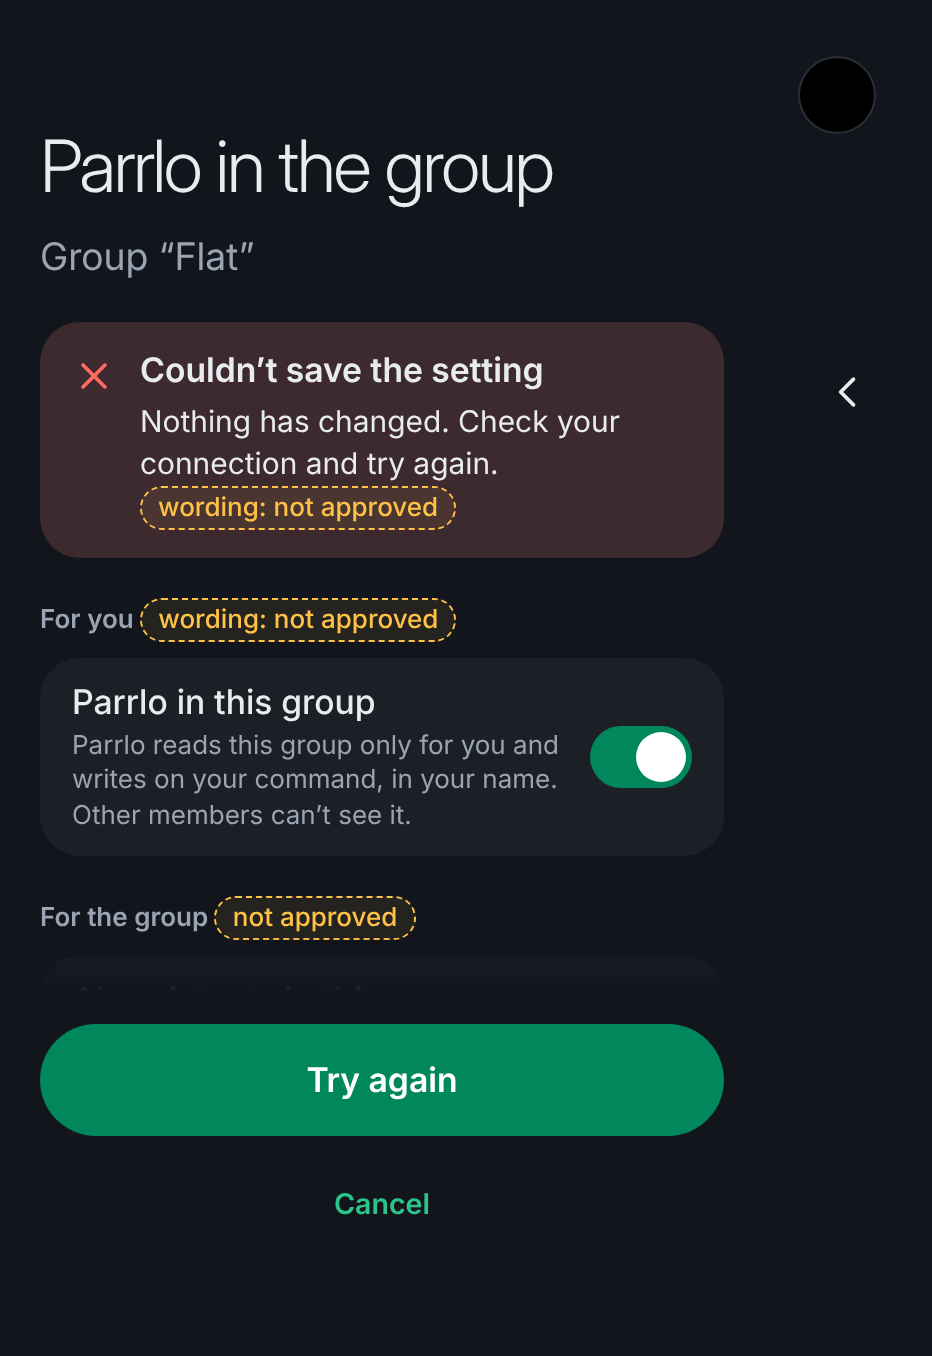 Parrlo in the group
Group “Flat”
Couldn’t save the setting
Nothing has changed. Check your
connection and try again.
wording: not approved
For you wording: not approved
Parrlo in this group
Parrlo reads this group only for you and
writes on your command, in your name.
Other members can’t see it.
For the group not approved
Try again
Cancel